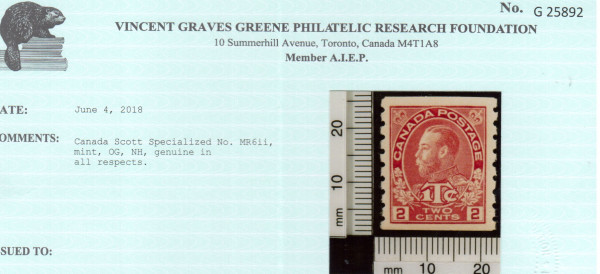 No. G 25892
VINCENT GRAVES GREENE PHILATELIC RESEARCH FOUNDATION
10 Summerhill Avenue, Toronto, Canada M4T1A8
Member A.I.E.P.
ATE: June 4, 2018
OMMENTS: Canada Scott Specialized No. MR6ii,
mint, OG, NH, genuine in
all respects.
SUED TO:
20
10
mm
CANADA POSTAGE
1Tc
2 TWO CENTS 2
mm 10 20